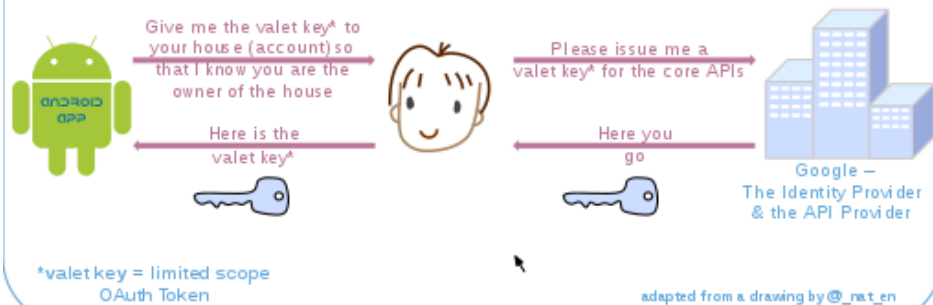 Give me the valet key* to
your house (account) so
that I know you are the
owner of the house
Please issue me a
valet key* for the core APIs
ANDROID
APP
Here is the
valet key*
Here you
go
Google –
The Identity Provider
& the API Provider
*valet key = limited scope
OAuth Token
adapted from a drawing by @_nat_en